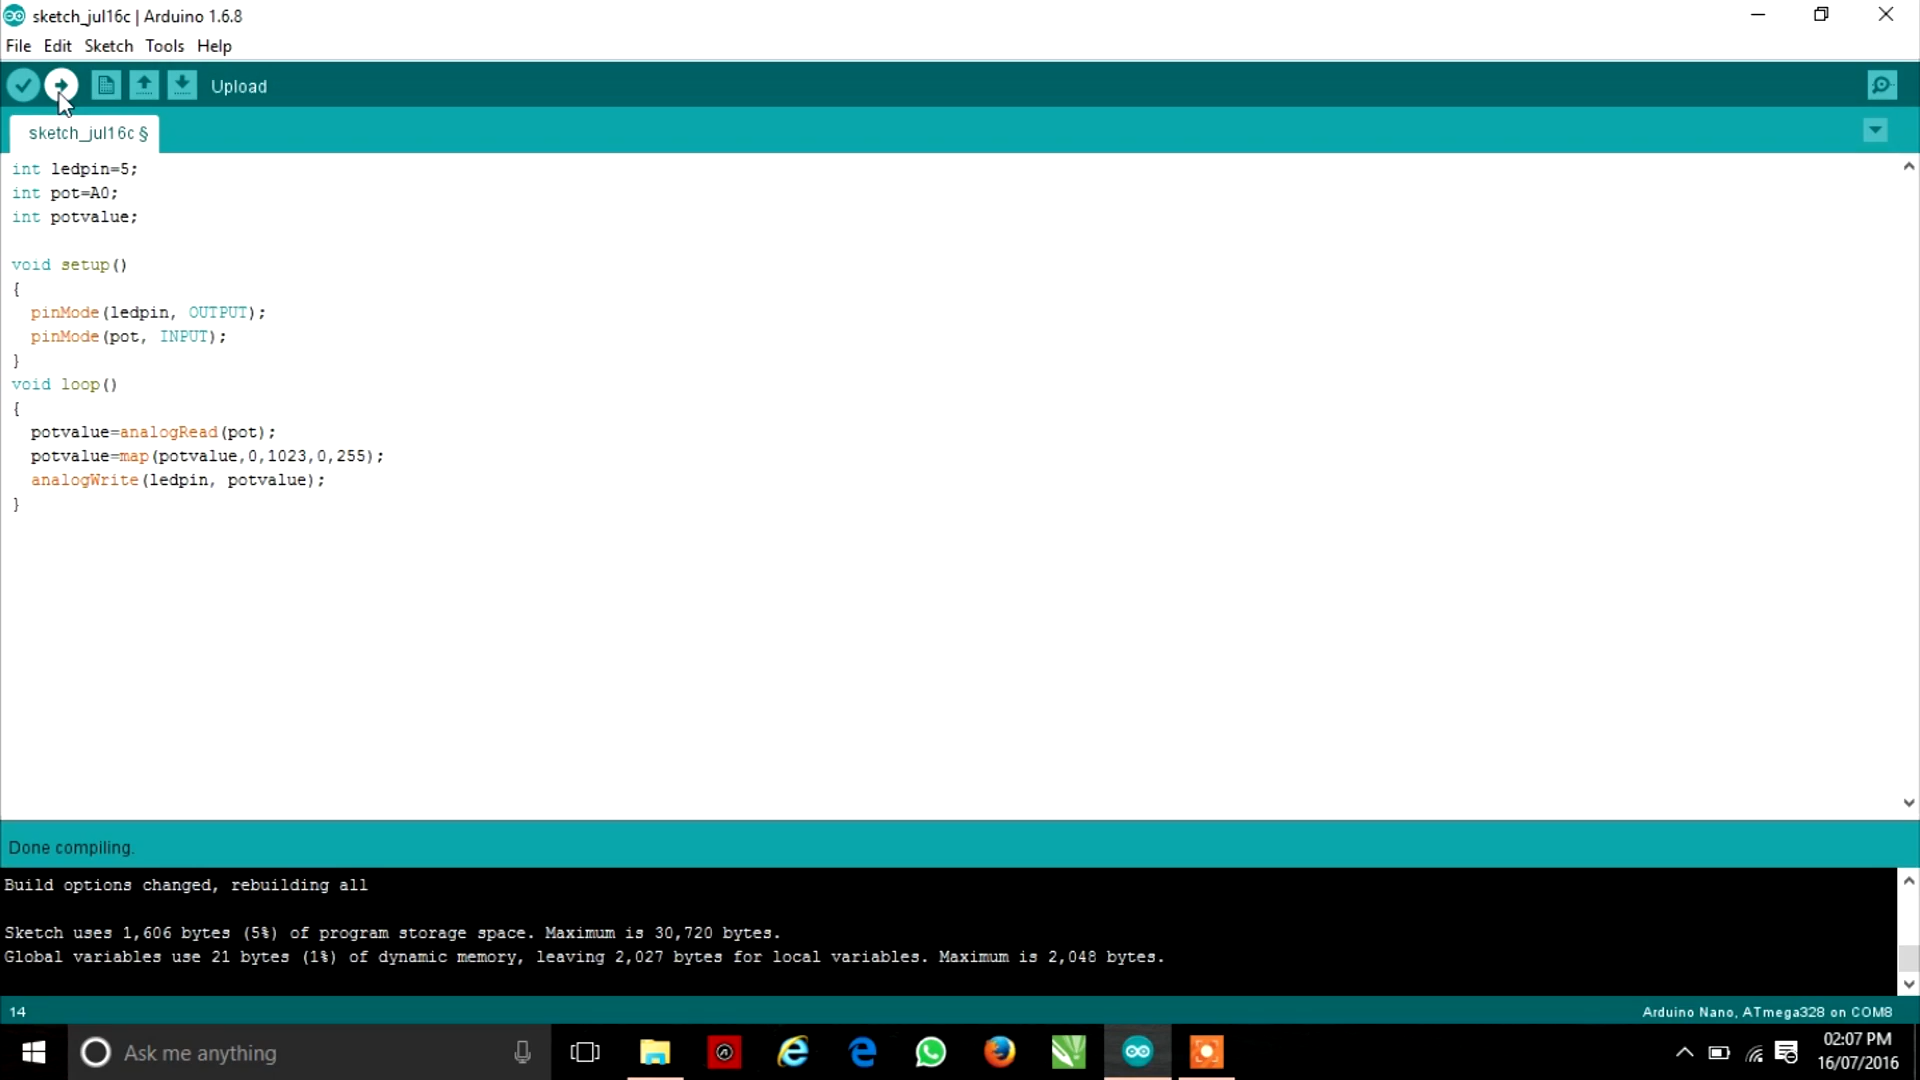 sketch_jul16c | Arduino 1.6.8
File Edit Sketch Tools Help
Upload
sketch_jul16c §
int ledpin=5;
int pot=A0;
int potvalue;
void setup()
{
  pinMode(ledpin, OUTPUT);
  pinMode(pot, INPUT);
}
void loop()
{
  potvalue=analogRead(pot);
  potvalue=map(potvalue,0,1023,0,255);
  analogWrite(ledpin, potvalue);
}
Done compiling.
Build options changed, rebuilding all
Sketch uses 1,606 bytes (5%) of program storage space. Maximum is 30,720 bytes.
Global variables use 21 bytes (1%) of dynamic memory, leaving 2,027 bytes for local variables. Maximum is 2,048 bytes.
14 Arduino Nano, ATmega328 on COM8
Ask me anything
02:07 PM
16/07/2016